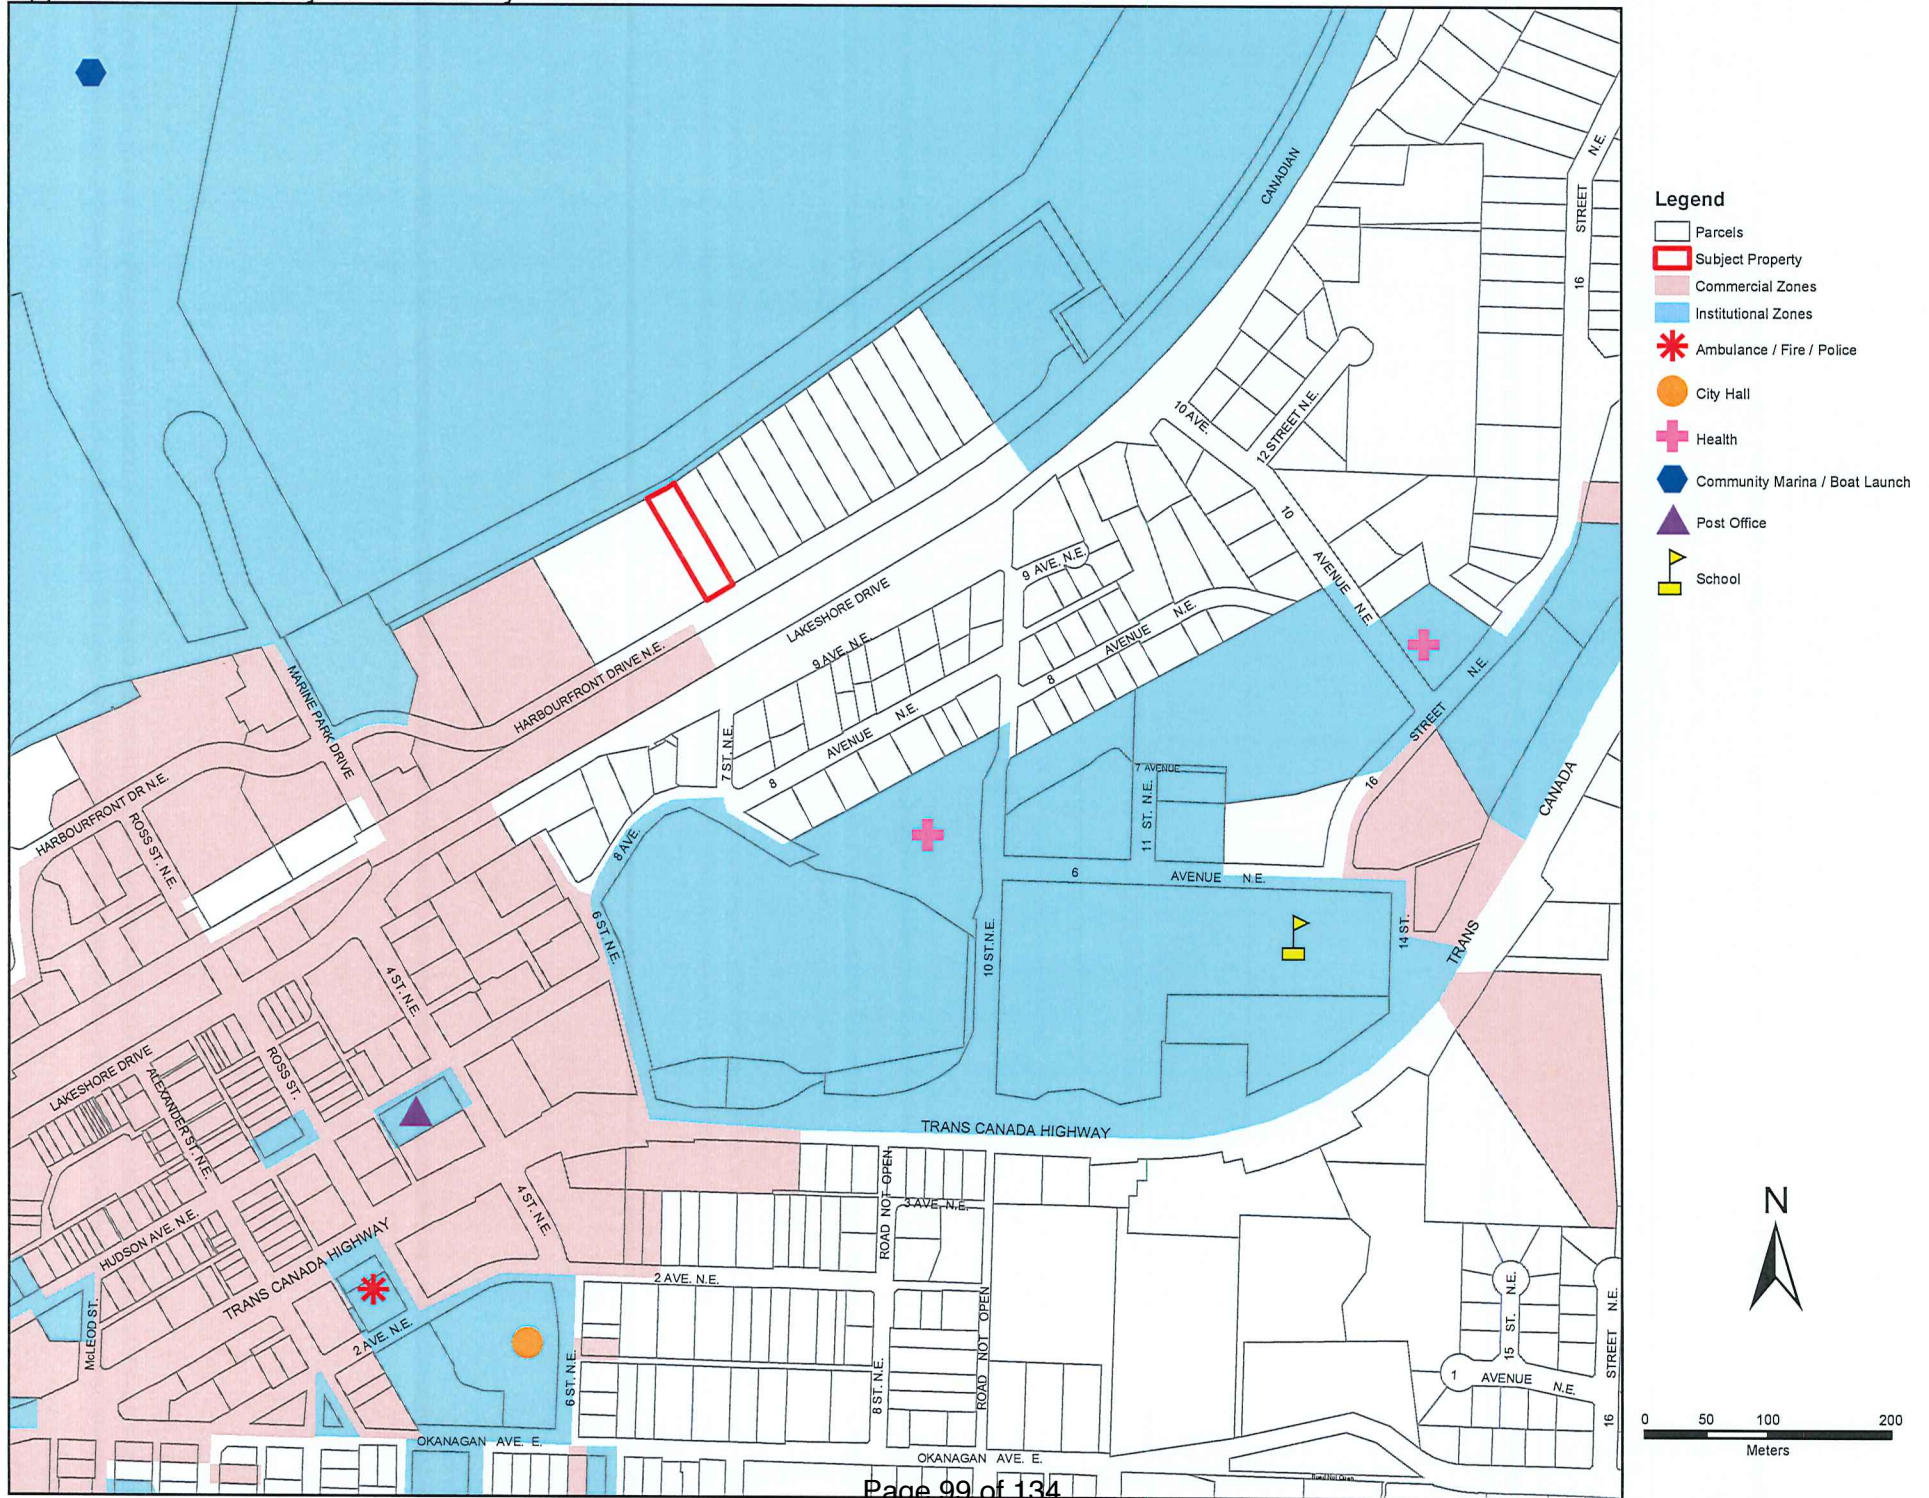 CANADIAN
N.E.
STREET
16
10 AVE.
12 STREET N.E.
10
AVENUE
N.E.
9 AVE. N.E.
LAKESHORE DRIVE
9 AVE. N.E.
8
AVENUE
N.E.
HARBOURFRONT DRIVE N.E.
MARINE PARK DRIVE
7 ST. N.E.
8
AVENUE
N.E.
16
STREET
N.E.
7 AVENUE
11 ST. N.E.
TRANS
CANADA
HARBOURFRONT DR N.E.
ROSS ST. N.E.
8 AVE.
6
AVENUE N.E.
6 ST. N.E.
10 ST. N.E.
14 ST.
4 ST. N.E.
LAKESHORE DRIVE
ALEXANDER ST. N.E.
ROSS ST.
TRANS CANADA HIGHWAY
ROAD NOT OPEN
3 AVE. N.E.
4 ST. N.E.
HUDSON AVE. N.E.
TRANS CANADA HIGHWAY
2 AVE. N.E.
McLEOD ST.
2 AVE. N.E.
6 ST. N.E.
8 ST. N.E.
ROAD NOT OPEN
15 ST. N.E.
1
AVENUE N.E.
16
STREET
N.E.
OKANAGAN AVE. E.
OKANAGAN AVE. E.
Road Not Open
Legend
Parcels
Subject Property
Commercial Zones
Institutional Zones
Ambulance / Fire / Police
City Hall
Health
Community Marina / Boat Launch
Post Office
School
N
0 50 100 200
Meters
Page 99 of 134